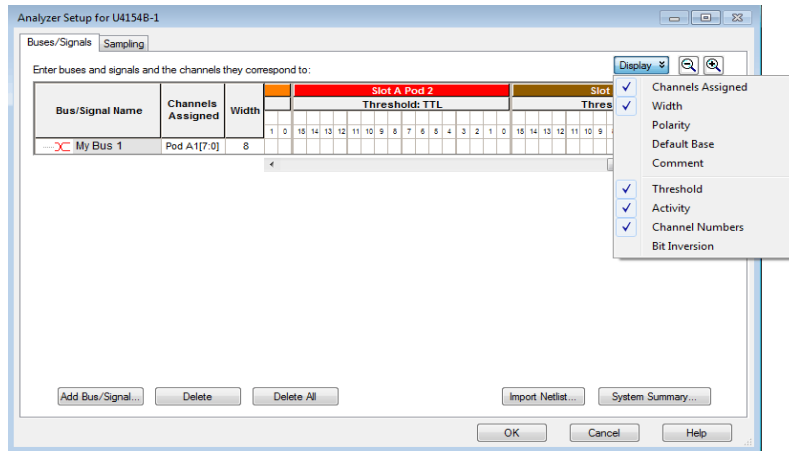 Analyzer Setup for U4154B-1
Buses/Signals Sampling
Enter buses and signals and the channels they correspond to:
Display
Bus/Signal Name Channels Assigned Width
Slot A Pod 2 Slot
Threshold: TTL Thres
1 0 15 14 13 12 11 10 9 8 7 6 5 4 3 2 1 0 15 14 13 12 11 10 9
My Bus 1 Pod A1[7:0] 8
Channels Assigned
Width
Polarity
Default Base
Comment
Threshold
Activity
Channel Numbers
Bit Inversion
Add Bus/Signal... Delete Delete All Import Netlist... System Summary...
OK Cancel Help